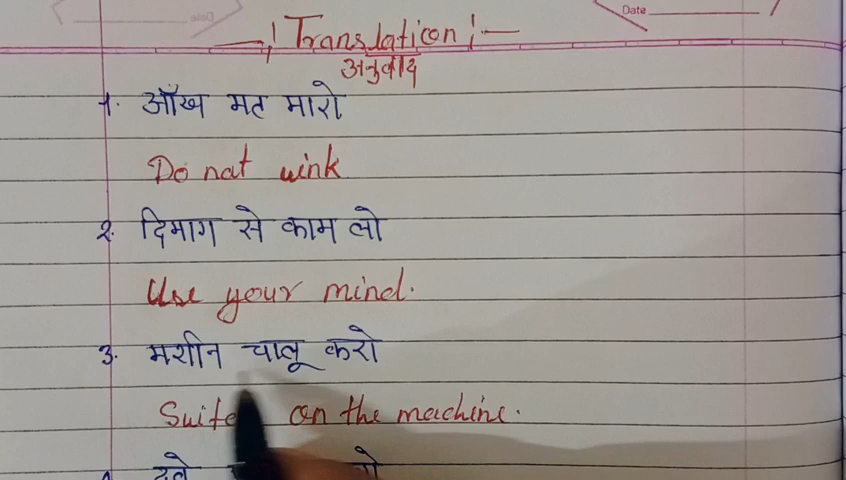 Date
Translation
अनुवाद
1. आँख मत मारो
Do not wink
2. दिमाग से काम लो
Use your mind.
3. मशीन चालू करो
on the machine.